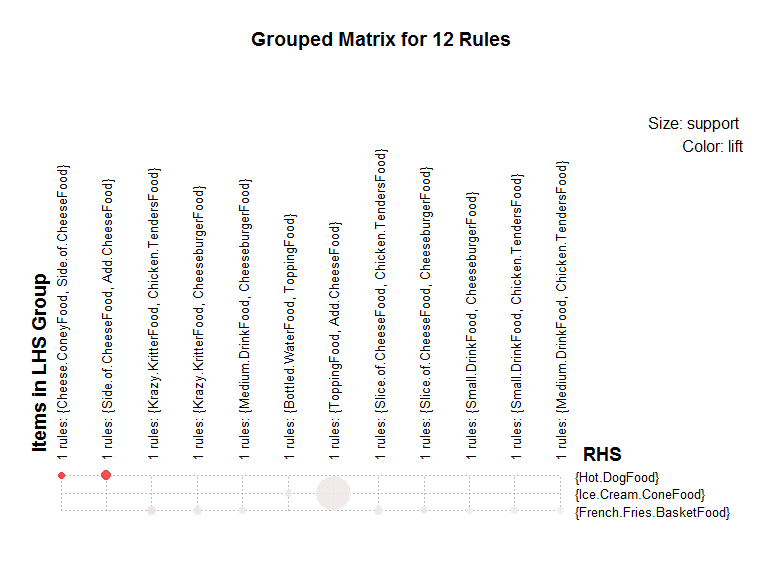 Grouped Matrix for 12 Rules
Size: support
Color: lift
Items in LHS Group
1 rules: {Cheese.ConeyFood, Side.of.CheeseFood}
1 rules: {Side.of.CheeseFood, Add.CheeseFood}
1 rules: {Krazy.KritterFood, Chicken.TendersFood}
1 rules: {Krazy.KritterFood, CheeseburgerFood}
1 rules: {Medium.DrinkFood, CheeseburgerFood}
1 rules: {Bottled.WaterFood, ToppingFood}
1 rules: {ToppingFood, Add.CheeseFood}
1 rules: {Slice.of.CheeseFood, Chicken.TendersFood}
1 rules: {Slice.of.CheeseFood, CheeseburgerFood}
1 rules: {Small.DrinkFood, CheeseburgerFood}
1 rules: {Small.DrinkFood, Chicken.TendersFood}
1 rules: {Medium.DrinkFood, Chicken.TendersFood}
RHS
{Hot.DogFood}
{Ice.Cream.ConeFood}
{French.Fries.BasketFood}